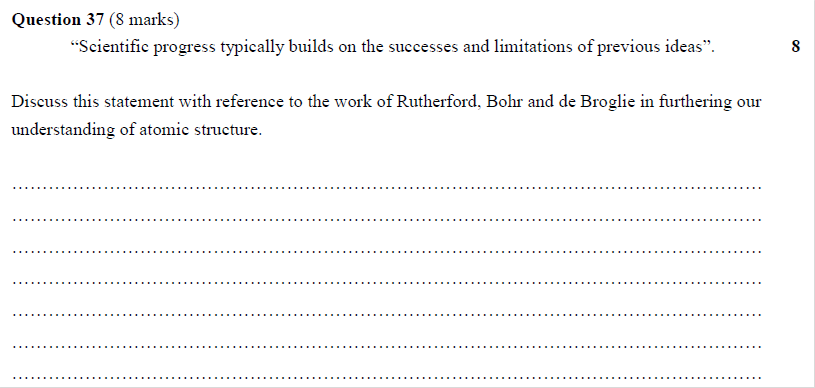 Question 37 (8 marks)
“Scientific progress typically builds on the successes and limitations of previous ideas”. 8
Discuss this statement with reference to the work of Rutherford, Bohr and de Broglie in furthering our
understanding of atomic structure.